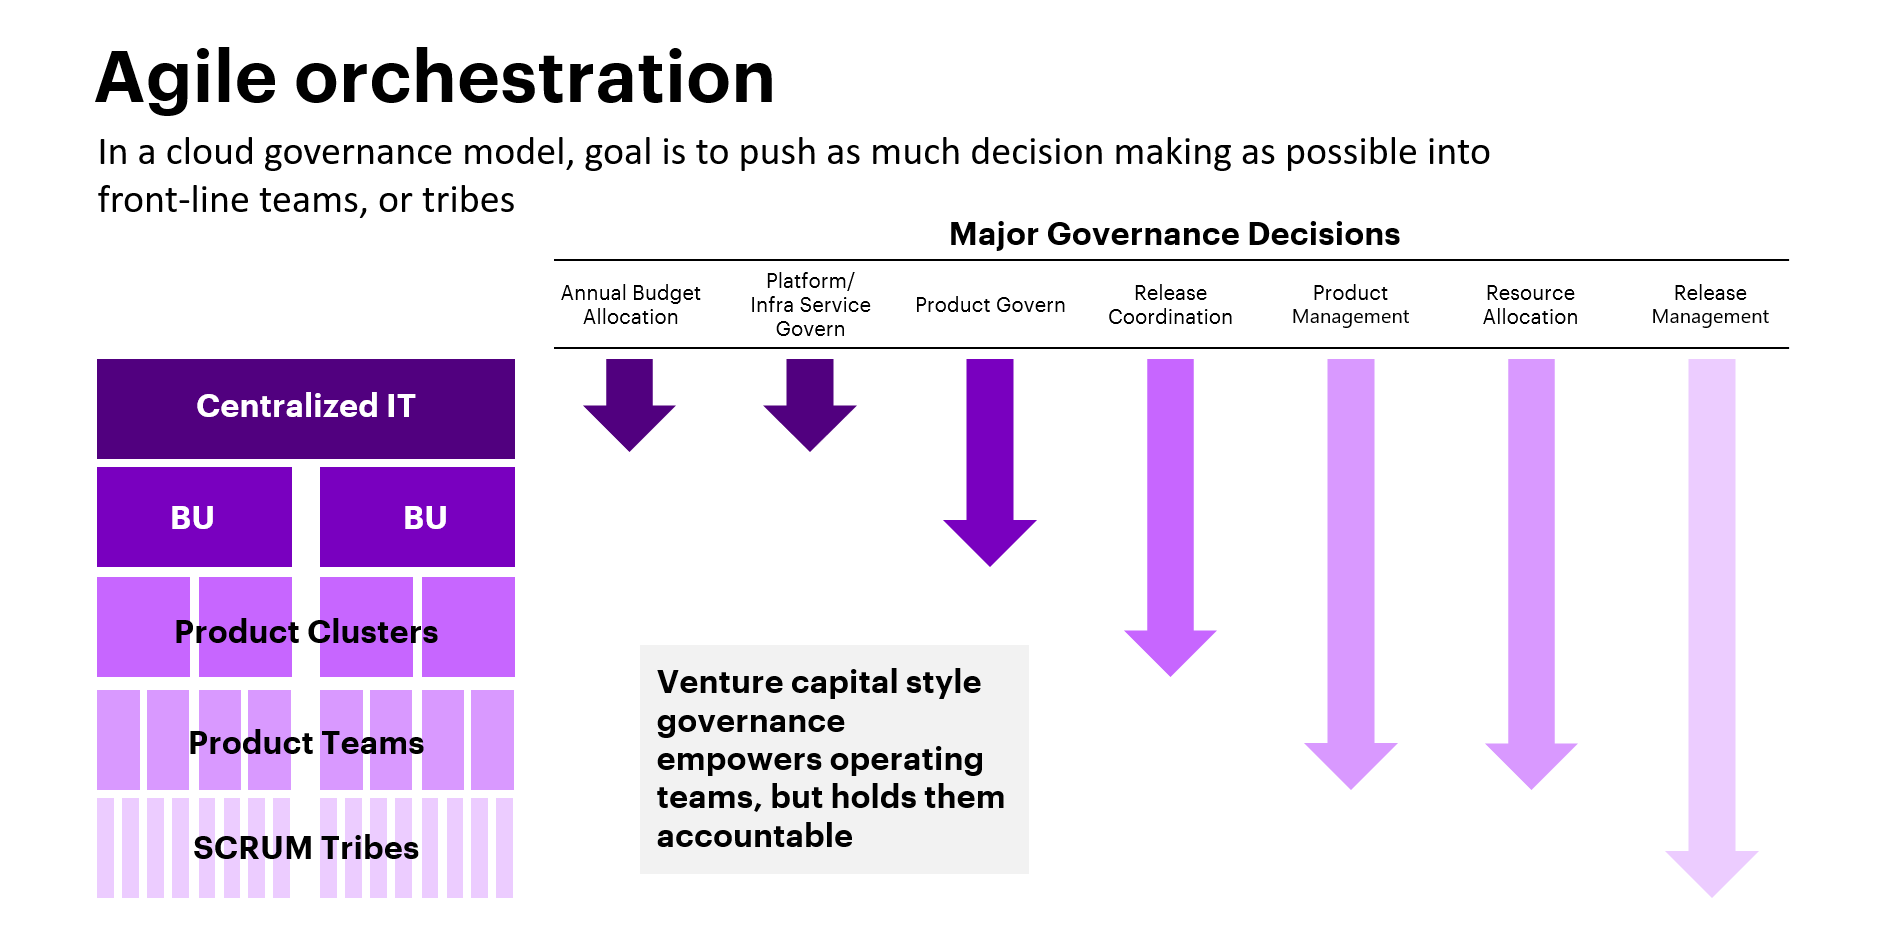 Agile orchestration
In a cloud governance model, goal is to push as much decision making as possible into
front-line teams, or tribes
Major Governance Decisions
Annual Budget
Allocation
Platform/
Infra Service
Govern
Product Govern
Release
Coordination
Product
Management
Resource
Allocation
Release
Management
Centralized IT
BU
BU
Product Clusters
Product Teams
SCRUM Tribes
Venture capital style
governance
empowers operating
teams, but holds them
accountable